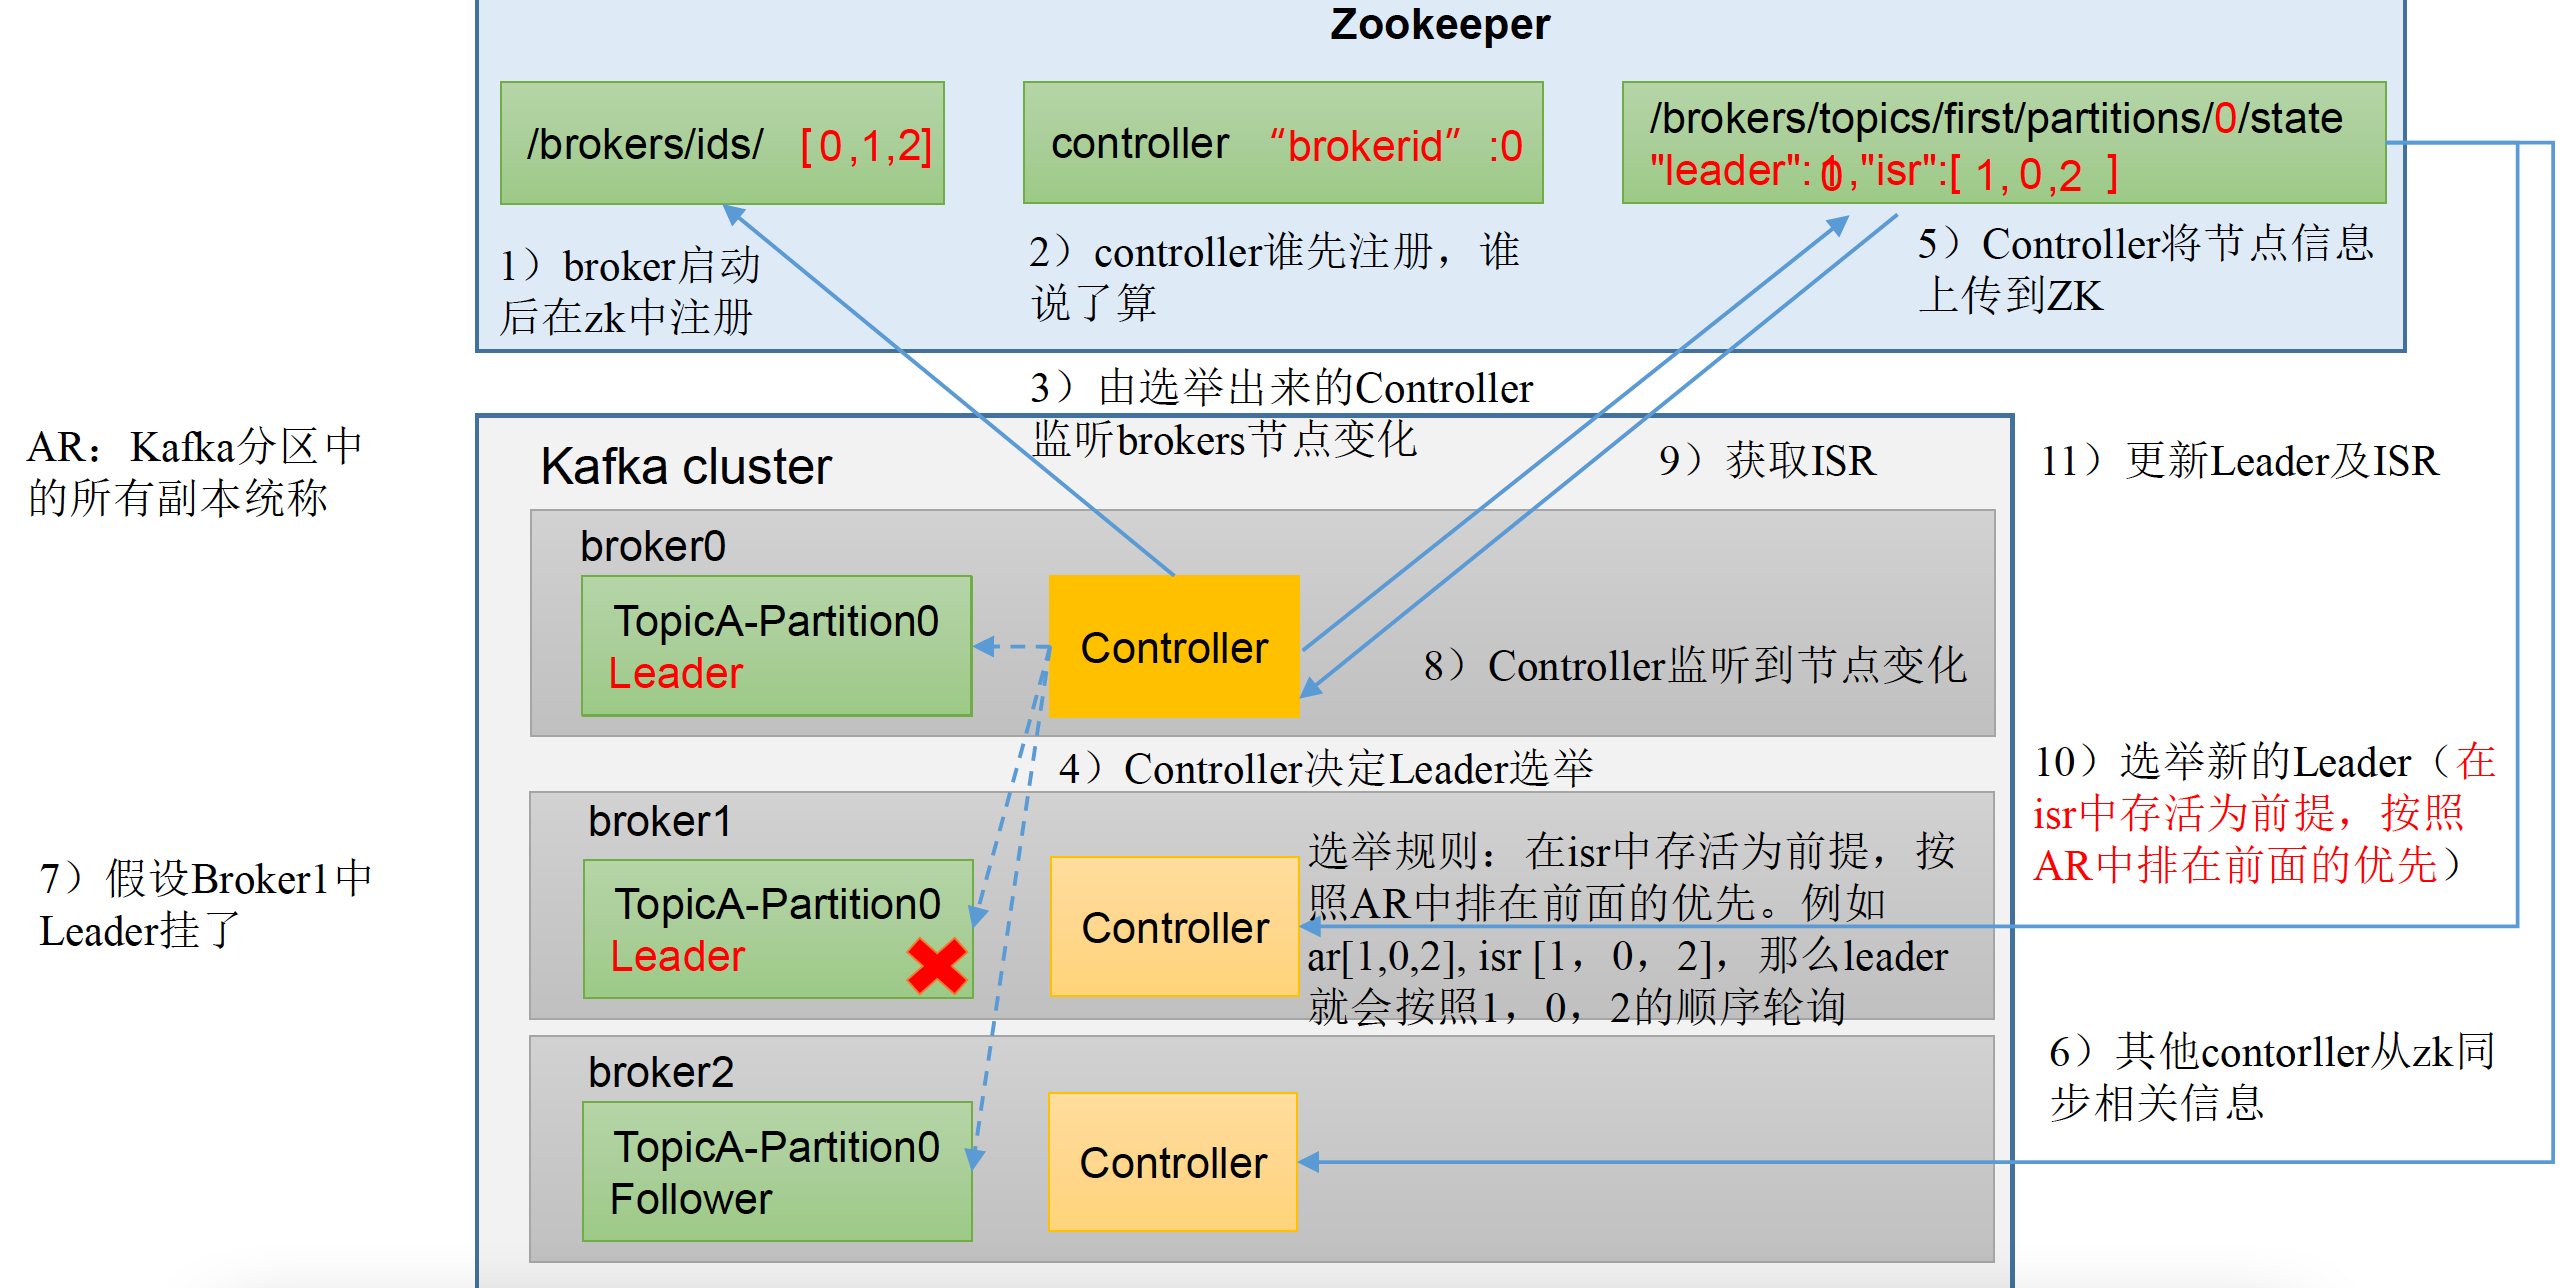 Zookeeper
/brokers/ids/ [0,1,2]
controller “brokerid” :0
/brokers/topics/first/partitions/0/state
"leader": ,"isr":[ 1, 0,2 ]
1）broker启动
后在zk中注册
2）controller谁先注册，谁
说了算
5）Controller将节点信息
上传到ZK
3）由选举出来的Controller
监听brokers节点变化
AR：Kafka分区中
的所有副本统称
Kafka cluster
9）获取ISR
11）更新Leader及ISR
broker0
TopicA-Partition0
Leader
Controller
8）Controller监听到节点变化
4）Controller决定Leader选举
10）选举新的Leader（在
isr中存活为前提，按照
AR中排在前面的优先）
broker1
TopicA-Partition0
Leader
Controller
选举规则：在isr中存活为前提，按
照AR中排在前面的优先。例如
ar[1,0,2], isr [1，0，2]，那么leader
就会按照1，0，2的顺序轮询
7）假设Broker1中
Leader挂了
broker2
TopicA-Partition0
Follower
Controller
6）其他contorller从zk同
步相关信息